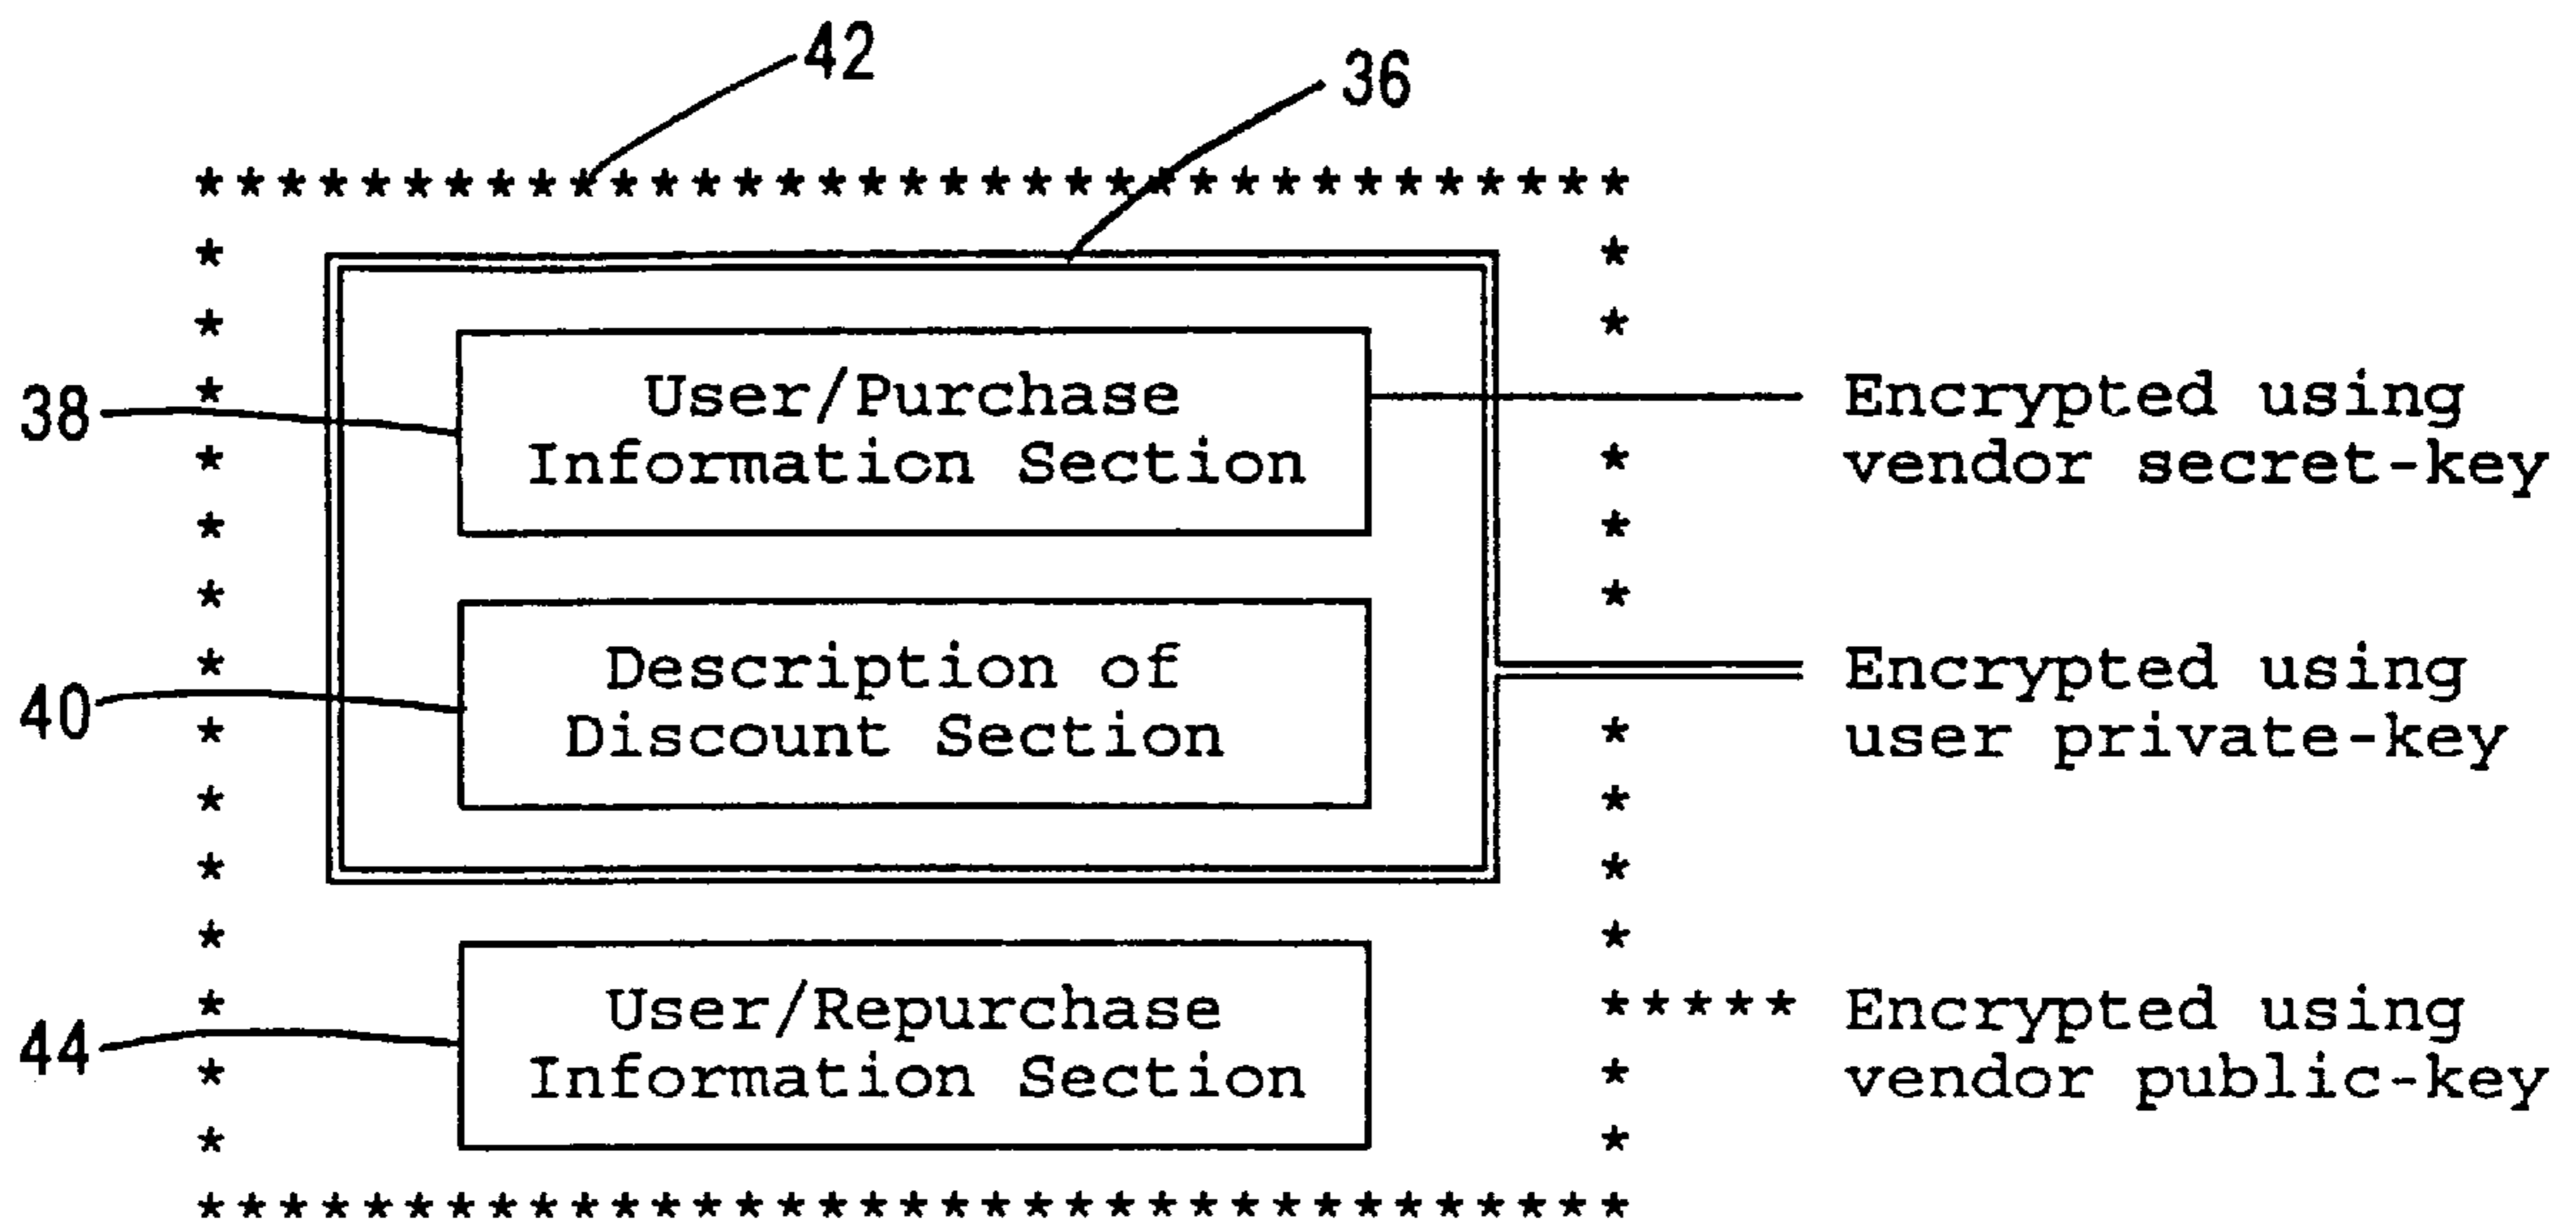 42
36
* * * * * * * * * * * * * * * * * * * * * * * * * * * * * * * * * * *
38
User/Purchase
Information Section
Encrypted using
vendor secret-key
40
Description of
Discount Section
Encrypted using
user private-key
44
User/Repurchase
Information Section
***** Encrypted using
vendor public-key
* * * * * * * * * * * * * * * * * * * * * * * * * * * * * * * * * * *